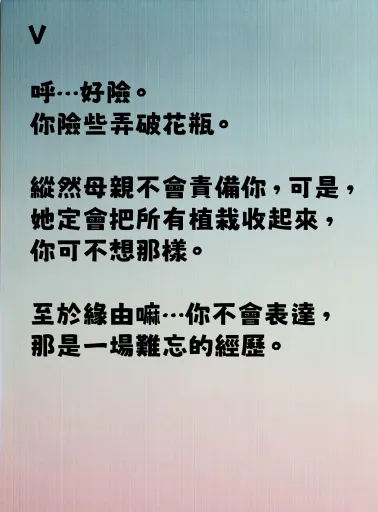 V
呼…好險。
你險些弄破花瓶。
縱然母親不會責備你，可是，
她定會把所有植栽收起來，
你可不想那樣。
至於緣由嘛…你不會表達，
那是一場難忘的經歷。